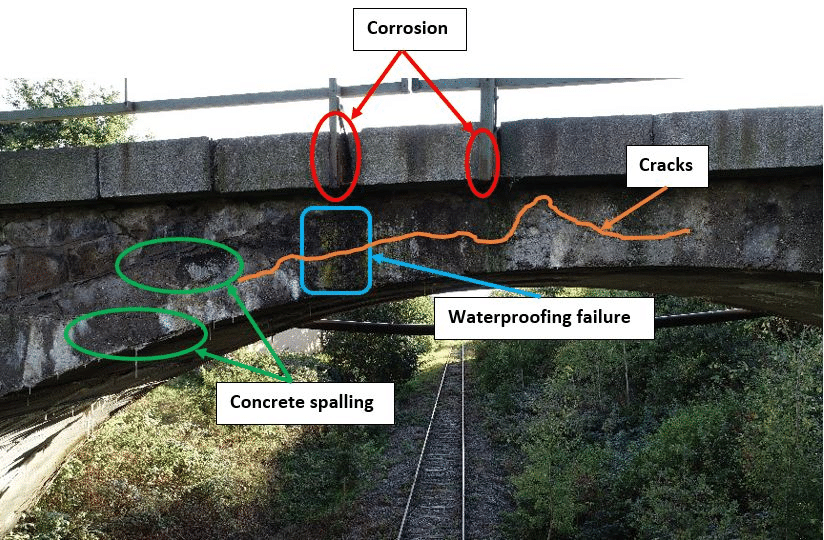 Corrosion
Cracks
Waterproofing failure
Concrete spalling